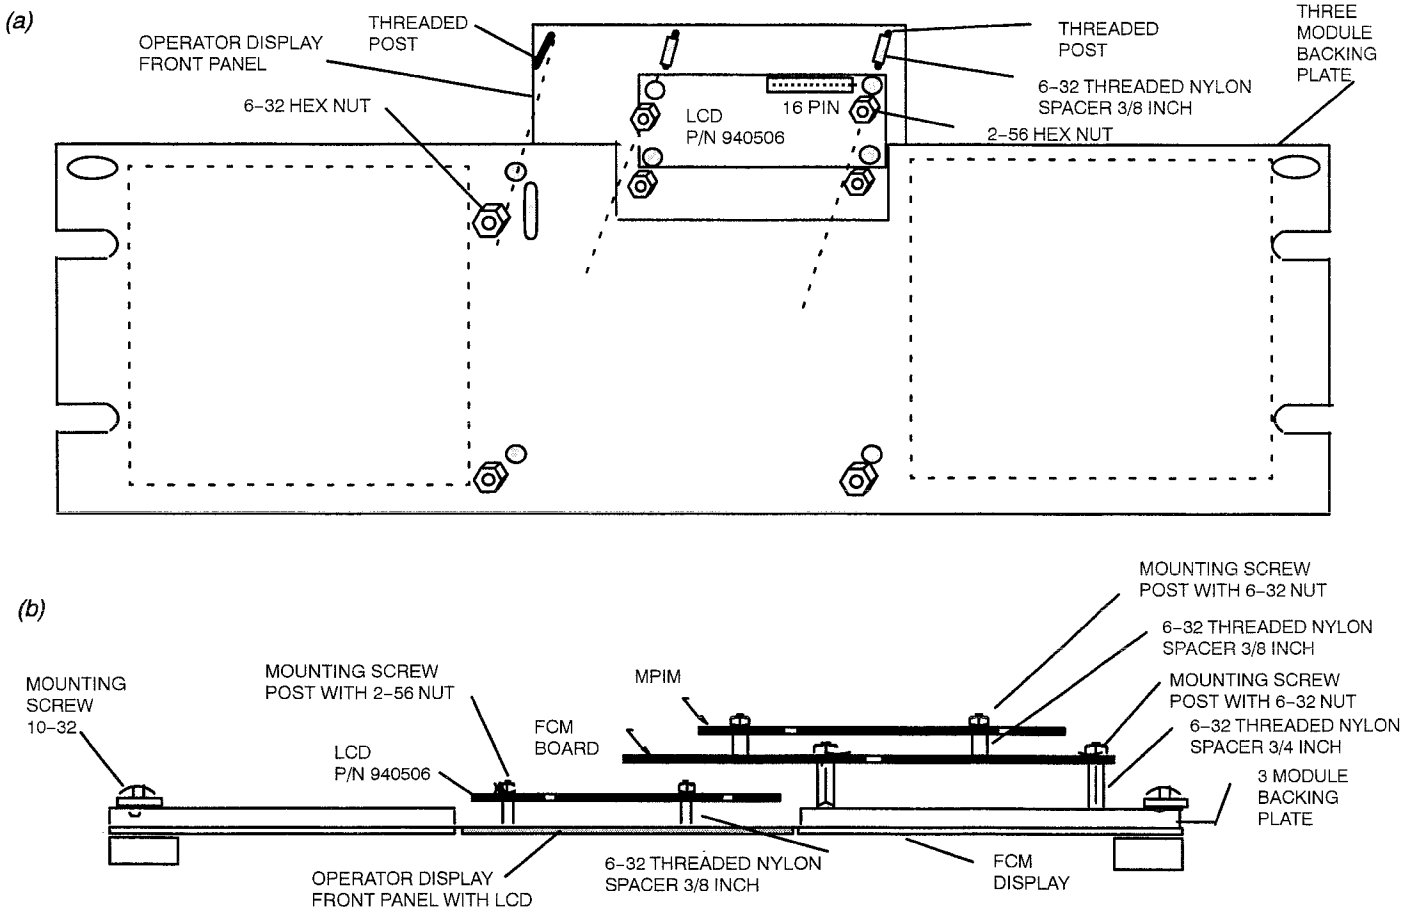 (a)
THREADED
POST
OPERATOR DISPLAY
FRONT PANEL
6-32 HEX NUT
THREADED
POST
THREE
MODULE
BACKING
PLATE
6-32 THREADED NYLON
SPACER 3/8 INCH
LCD
P/N 940506
16 PIN
2-56 HEX NUT
(b)
MOUNTING SCREW
POST WITH 6-32 NUT
6-32 THREADED NYLON
SPACER 3/8 INCH
MOUNTING
SCREW
10-32
MOUNTING SCREW
POST WITH 2-56 NUT
MPIM
MOUNTING SCREW
POST WITH 6-32 NUT
FCM
BOARD
6-32 THREADED NYLON
SPACER 3/4 INCH
LCD
P/N 940506
3 MODULE
BACKING
PLATE
OPERATOR DISPLAY
FRONT PANEL WITH LCD
6-32 THREADED NYLON
SPACER 3/8 INCH
FCM
DISPLAY